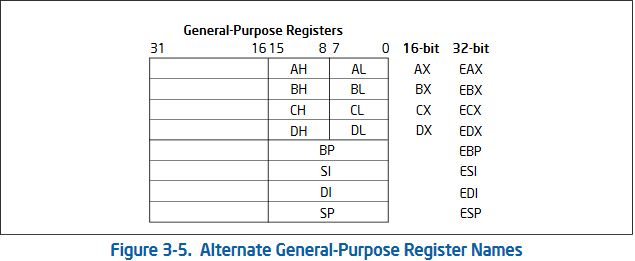 General-Purpose Registers
31 16 15 8 7 0 16-bit 32-bit
AH AL AX EAX
BH BL BX EBX
CH CL CX ECX
DH DL DX EDX
BP EBP
SI ESI
DI EDI
SP ESP
Figure 3-5. Alternate General-Purpose Register Names